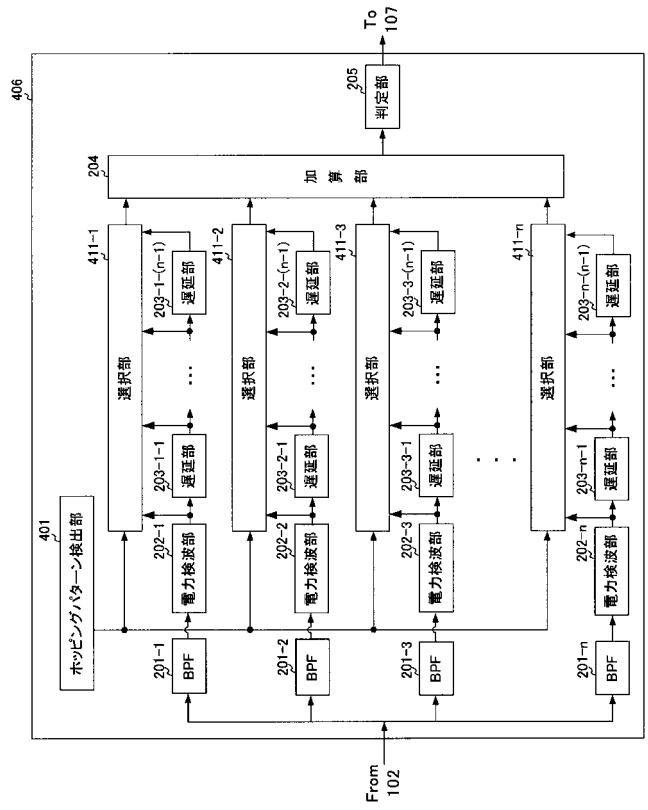 406
401
ホッピングパターン検出部
411-1
選択部
201-1
BPF
202-1
電力検波部
203-1-1
遅延部
...
203-1-(n-1)
遅延部
411-2
選択部
201-2
BPF
202-2
電力検波部
203-2-1
遅延部
...
203-2-(n-1)
遅延部
411-3
選択部
201-3
BPF
202-3
電力検波部
203-3-1
遅延部
...
203-3-(n-1)
遅延部
...
411-n
選択部
201-n
BPF
202-n
電力検波部
203-n-1
遅延部
...
203-n-(n-1)
遅延部
204
加算部
205
判定部
To
107
From
102